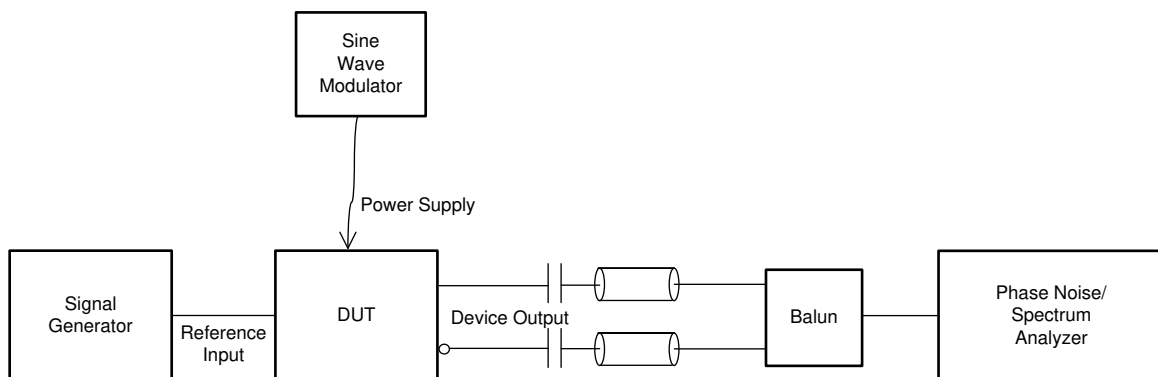 Sine
Wave
Modulator
Power Supply
Signal
Generator
Reference
Input
DUT
Device Output
Balun
Phase Noise/
Spectrum
Analyzer